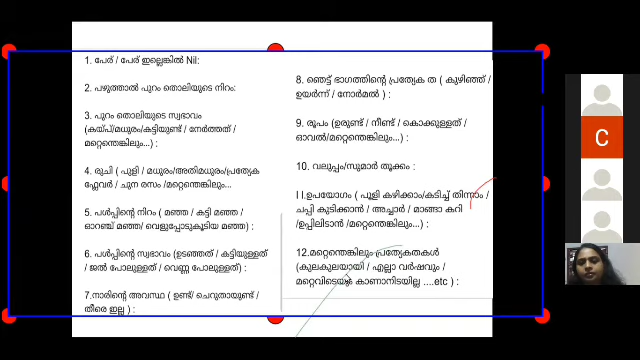 1. പേര് / പേര് ഇല്ലെങ്കിൽ Nil:
2. പഴുത്താൽ പുറം തൊലിയുടെ നിറം:
3. പുറം തൊലിയുടെ സ്വഭാവം
(കയ്പ്/മധുരം/കട്ടിയുണ്ട് / നേർത്തത് /
മറ്റെന്തെങ്കിലും...) :
4. രുചി ( പുളി / മധുരം/അതിമധുരം/പ്രത്യേക
ഫ്ലേവർ / ചുന രസം /മറ്റെന്തെങ്കിലും...
5. പൾപ്പിന്റെ നിറം ( മഞ്ഞ / കട്ടി മഞ്ഞ /
ഓറഞ്ച് മഞ്ഞ/ വെളുപ്പോടുകൂടിയ മഞ്ഞ) ;
6. പൾപ്പിന്റെ സ്വഭാവം (ഉടഞ്ഞത് / കട്ടിയുള്ളത്
/ ജൽ പോലുള്ളത് / വെണ്ണ പോലുള്ളത്) :
7.നാരിന്റെ അവസ്ഥ ( ഉണ്ട്/ ചെറുതായുണ്ട് /
തീരെ ഇല്ല ) :
8. ഞെട്ട് ഭാഗത്തിന്റെ പ്രത്യേക ത ( കുഴിഞ്ഞ് /
ഉയർന്ന് / നോർമൽ ) :
9. രൂപം (ഉരുണ്ട് / നീണ്ട് / കൊക്കുള്ളത് /
ഓവൽ/മറ്റെന്തെങ്കിലും...) :
10. വലുപ്പം/സുമാർ തൂക്കം :
I I.ഉപയോഗം ( പൂളി കഴിക്കാം/കടിച്ച് തിന്നാം /
ചപ്പി കുടിക്കാൻ / അച്ചാർ / മാങ്ങാ കറി
/ഉപ്പിലിടാൻ /മറ്റെന്തെങ്കിലും...) :
12.മറ്റെന്തെങ്കിലും പ്രത്യേകതകൾ
(കുലകുലയായി / എല്ലാ വർഷവും /
മറ്റെവിടെയും കാണാനിടയില്ല ....etc ) :
C